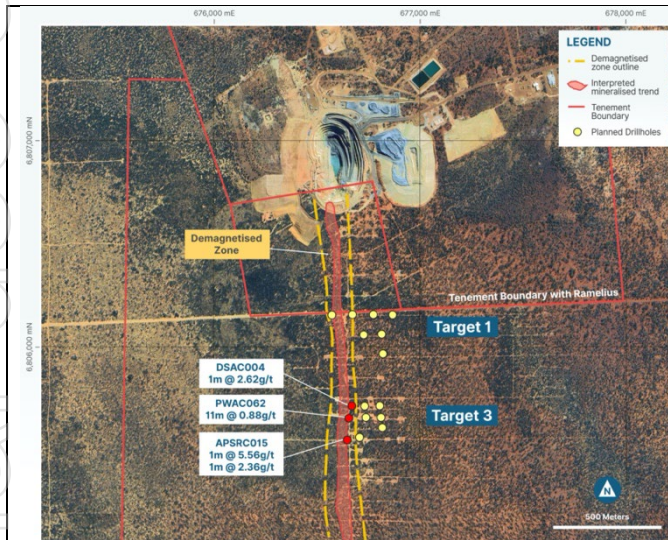 676,000 mE
677,000 mE
678,000 mE
LEGEND
Demagnetised
zone outline
Interpreted
mineralised trend
Tenement
Boundary
Planned Drillholes
6,807,000 mN
Demagnetised
Zone
Tenement Boundary with Ramelius
Target 1
6,806,000 mN
DSAC004
1m @ 2.62g/t
PWAC062
11m @ 0.88g/t
Target 3
APSRC015
1m @ 5.56g/t
1m @ 2.36g/t
N
500 Meters